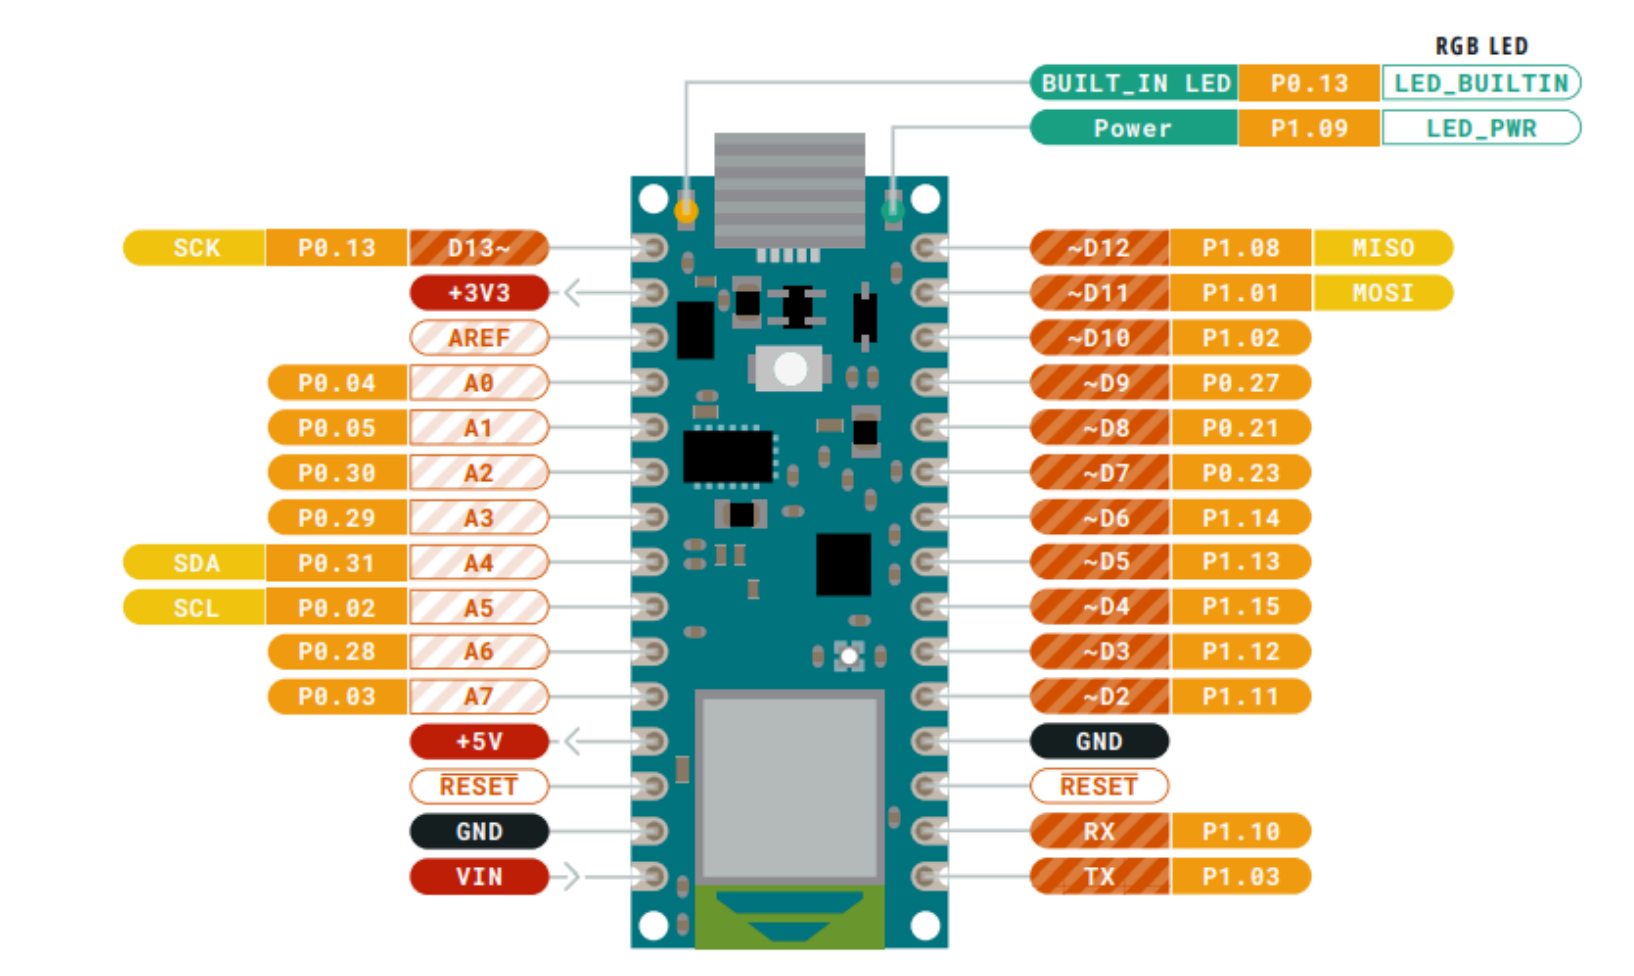 RGB LED
BUILT_IN LED P0.13 LED_BUILTIN
Power P1.09 LED_PWR
SCK P0.13 D13~
+3V3
AREF
P0.04 A0
P0.05 A1
P0.30 A2
P0.29 A3
SDA P0.31 A4
SCL P0.02 A5
P0.28 A6
P0.03 A7
+5V
RESET
GND
VIN
~D12 P1.08 MISO
~D11 P1.01 MOSI
~D10 P1.02
~D9 P0.27
~D8 P0.21
~D7 P0.23
~D6 P1.14
~D5 P1.13
~D4 P1.15
~D3 P1.12
~D2 P1.11
GND
RESET
RX P1.10
TX P1.03